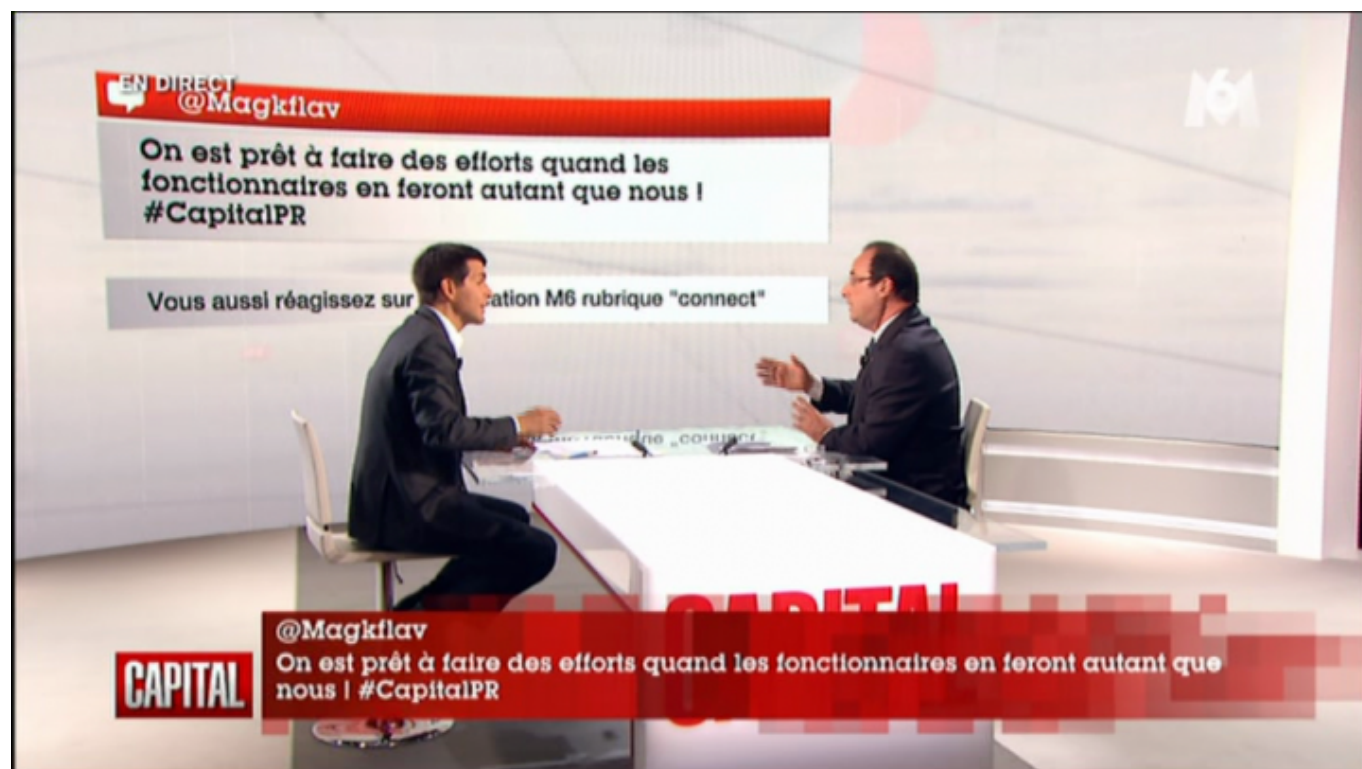 EN DIRECT
@Magkflav
M6
On est prêt à faire des efforts quand les
fonctionnaires en feront autant que nous !
#CapitalPR
Vous aussi réagissez sur
ation M6 rubrique "connect"
CAPITAL
@Magkflav
On est prêt à faire des efforts quand les fonctionnaires en feront autant que
nous ! #CapitalPR
CAPITAL